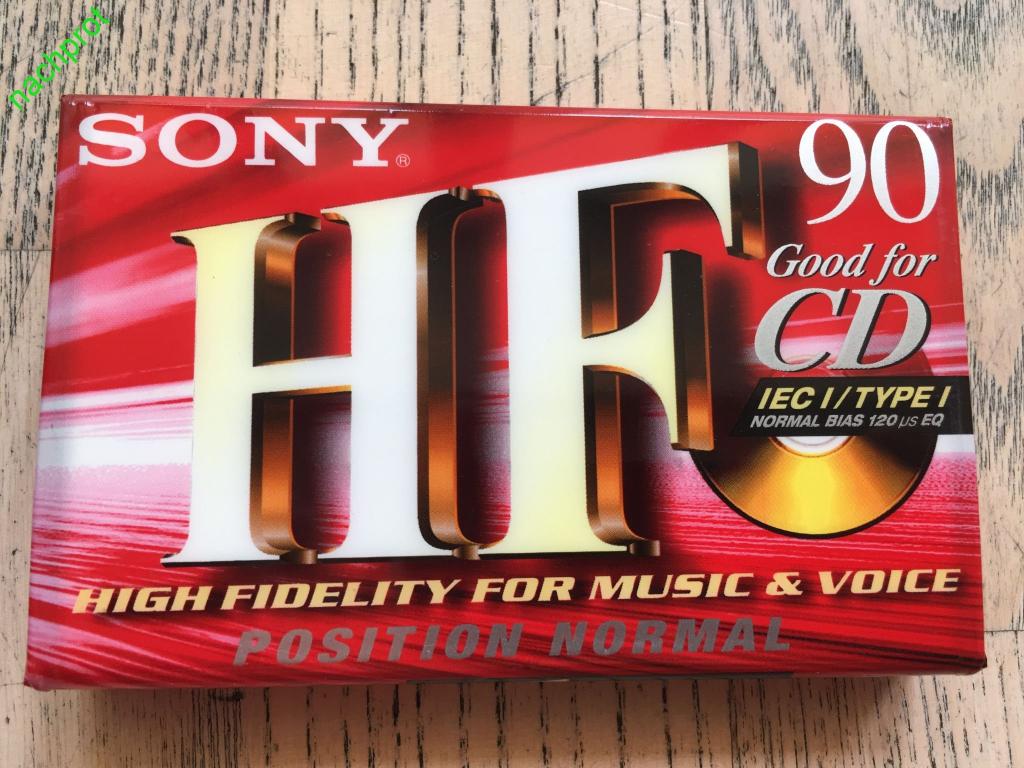 nachprot
SONY®
90
HF
Good for
CD
IEC I / TYPE I
NORMAL BIAS 120 µs EQ
HIGH FIDELITY FOR MUSIC & VOICE
POSITION NORMAL